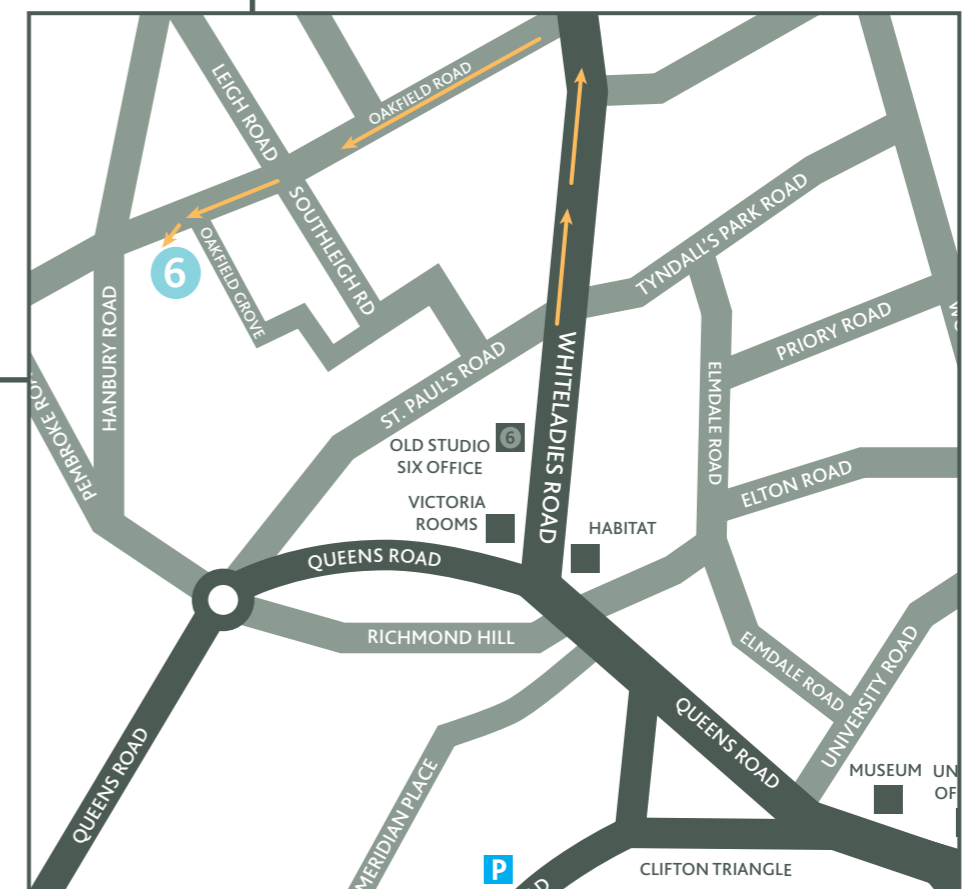 OAKFIELD ROAD
LEIGH ROAD
SOUTHLEIGH RD
OAKFIELD GROVE
6
TYNDALL'S PARK ROAD
HANBURY ROAD
PRIORY ROAD
WHITELADIES ROAD
ST. PAUL'S ROAD
ELMDALE ROAD
PEMBROKE
6
OLD STUDIO
SIX OFFICE
ELTON ROAD
VICTORIA
ROOMS
HABITAT
QUEENS ROAD
RICHMOND HILL
ELMDALE ROAD
UNIVERSITY ROAD
QUEENS ROAD
QUEENS ROAD
MERIDIAN PLACE
MUSEUM
P
CLIFTON TRIANGLE